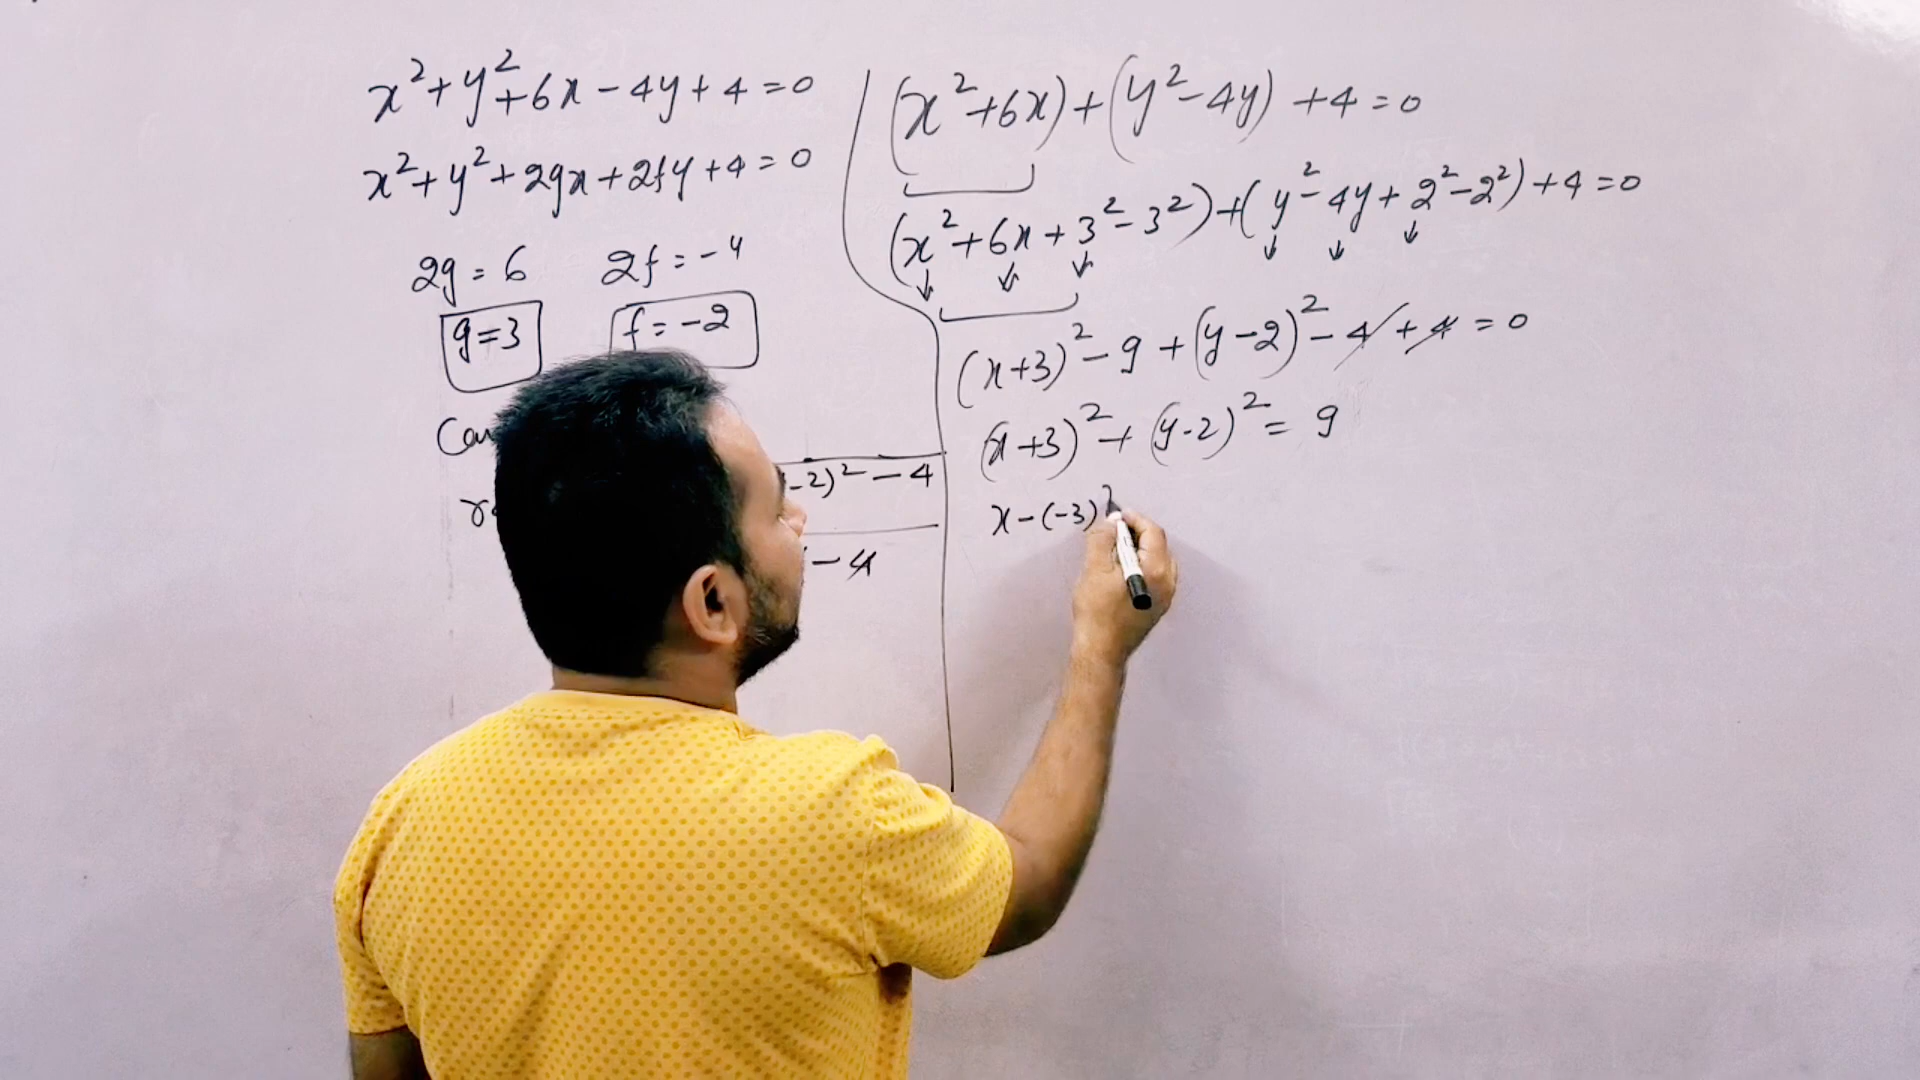 x²+y²+6x-4y+4=0
x²+y²+2gx+2fy+4=0
2g=6 2f=-4
g=3 f=-2
-2)²-4
-4
(x²+6x)+(y²-4y)+4=0
(x²+6x+3²-3²)+(y²-4y+2²-2²)+4=0
(x+3)²-9+(y-2)²-4+4=0
(x+3)²+(y-2)²=9
x-(-3)